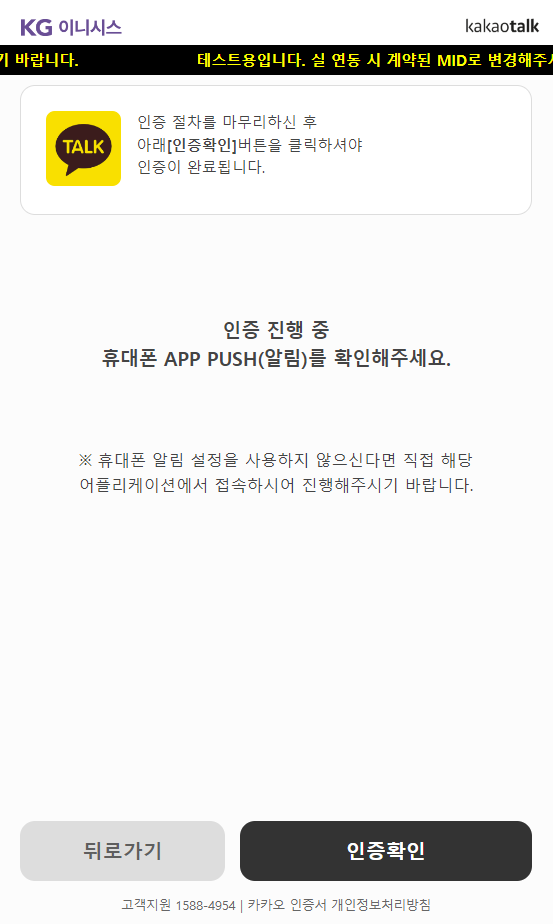 KG 이니시스
kakaotalk
기 바랍니다. 테스트용입니다. 실 연동 시 계약된 MID로 변경해주시
TALK
인증 절차를 마무리하신 후
아래[인증확인]버튼을 클릭하셔야
인증이 완료됩니다.
인증 진행 중
휴대폰 APP PUSH(알림)를 확인해주세요.
※ 휴대폰 알림 설정을 사용하지 않으신다면 직접 해당
어플리케이션에서 접속하시어 진행해주시기 바랍니다.
뒤로가기
인증확인
고객지원 1588-4954 | 카카오 인증서 개인정보처리방침